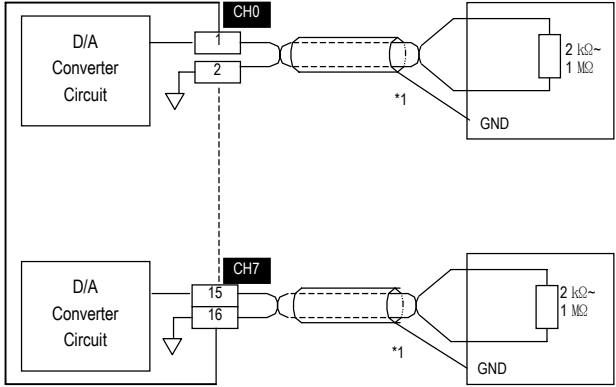 CH0
D/A
Converter
Circuit
1
2
2 kΩ~
1 MΩ
*1
GND
CH7
D/A
Converter
Circuit
15
16
2 kΩ~
1 MΩ
*1
GND